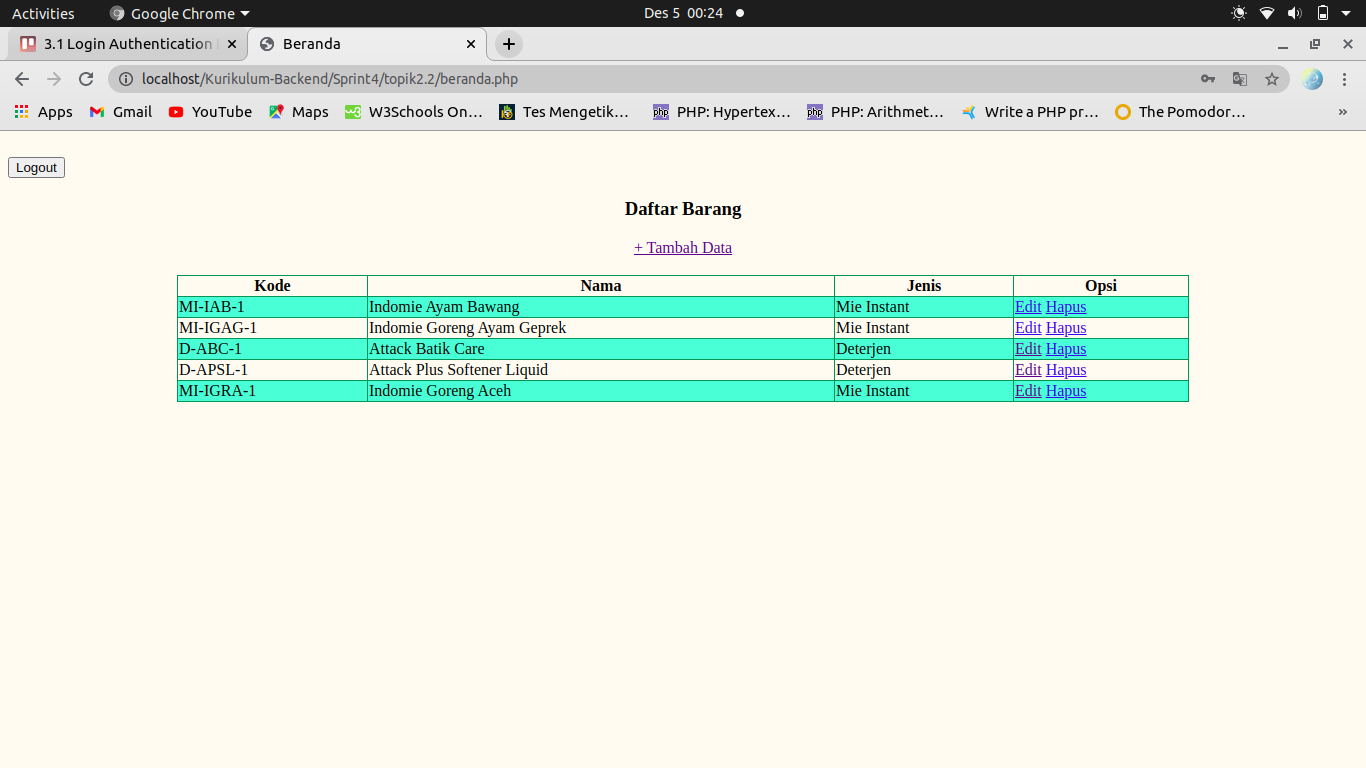 Activities Google Chrome Des 5 00:24
3.1 Login Authentication Beranda
localhost/Kurikulum-Backend/Sprint4/topik2.2/beranda.php
Apps Gmail YouTube Maps W3Schools On... Tes Mengetik... PHP: Hypertex... PHP: Arithmet... Write a PHP pr... The Pomodor... »
Logout
Daftar Barang
+ Tambah Data
Kode Nama Jenis Opsi
MI-IAB-1 Indomie Ayam Bawang Mie Instant Edit Hapus
MI-IGAG-1 Indomie Goreng Ayam Geprek Mie Instant Edit Hapus
D-ABC-1 Attack Batik Care Deterjen Edit Hapus
D-APSL-1 Attack Plus Softener Liquid Deterjen Edit Hapus
MI-IGRA-1 Indomie Goreng Aceh Mie Instant Edit Hapus